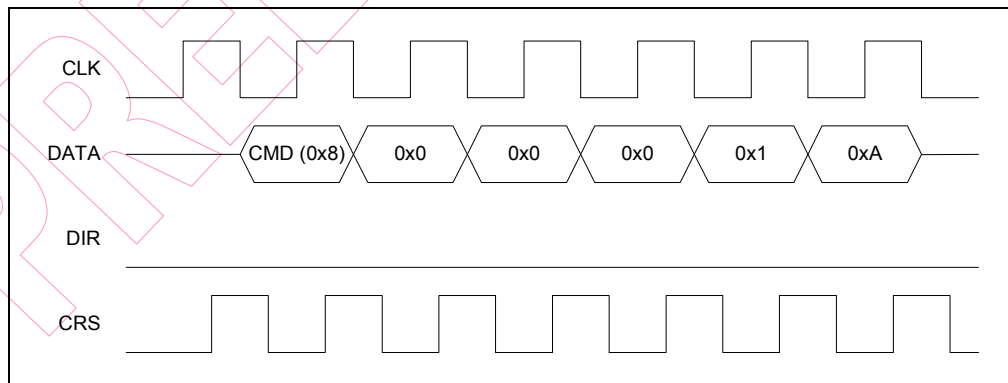 CLK
DATA CMD (0x8) 0x0 0x0 0x0 0x1 0xA
DIR
CRS